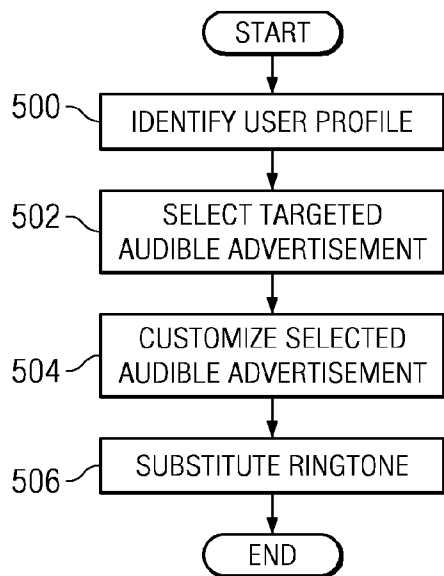 START
500
IDENTIFY USER PROFILE
502
SELECT TARGETED
AUDIBLE ADVERTISEMENT
504
CUSTOMIZE SELECTED
AUDIBLE ADVERTISEMENT
506
SUBSTITUTE RINGTONE
END